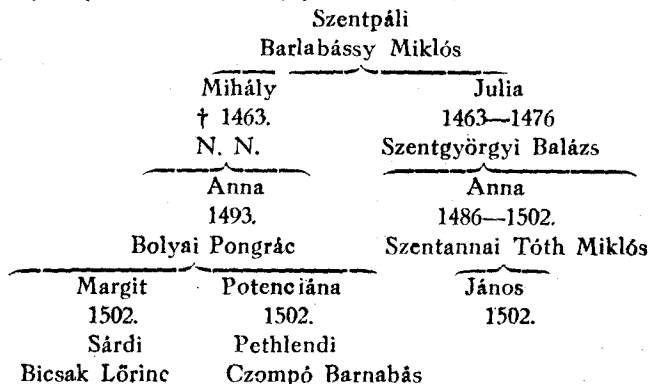 Szentpáli
Barlabássy Miklós
Mihály Julia
† 1463. 1463—1476
N. N. Szentgyörgyi Balázs
Anna Anna
1493. 1486—1502.
Bolyai Pongrác Szentannai Tóth Miklós
Margit Potenciána János
1502. 1502. 1502.
Sárdi Pethlendi
Bicsak Lőrinc Czompó Barnabás